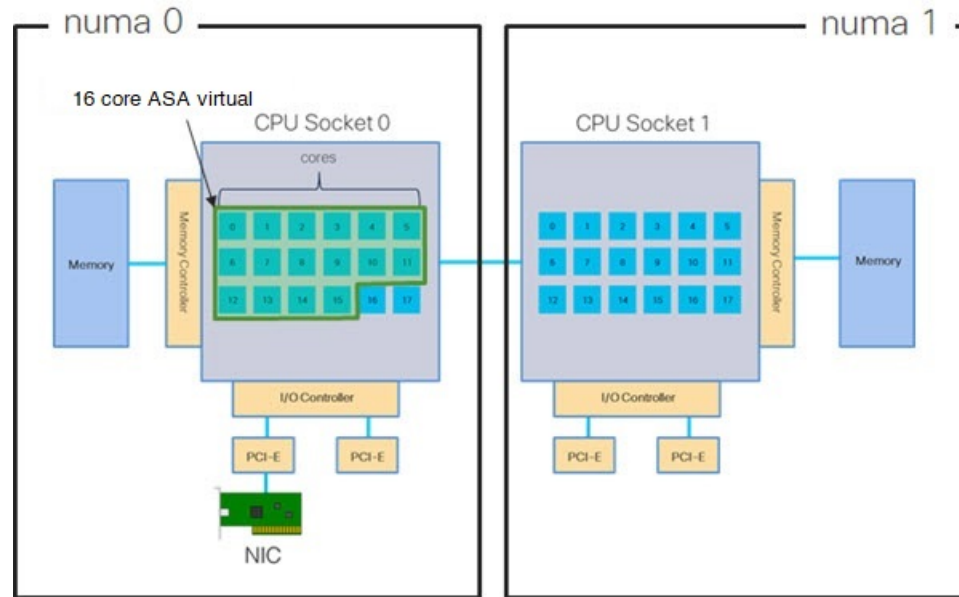 numa 0
numa 1
16 core ASA virtual
CPU Socket 0
CPU Socket 1
cores
Memory
Memory Controller
0 1 2 3 4 5
6 7 8 9 10 11
12 13 14 15 16 17
0 1 2 3 4 5
6 7 8 9 10 11
12 13 14 15 16 17
Memory Controller
Memory
I/O Controller
I/O Controller
PCI-E
PCI-E
PCI-E
PCI-E
NIC